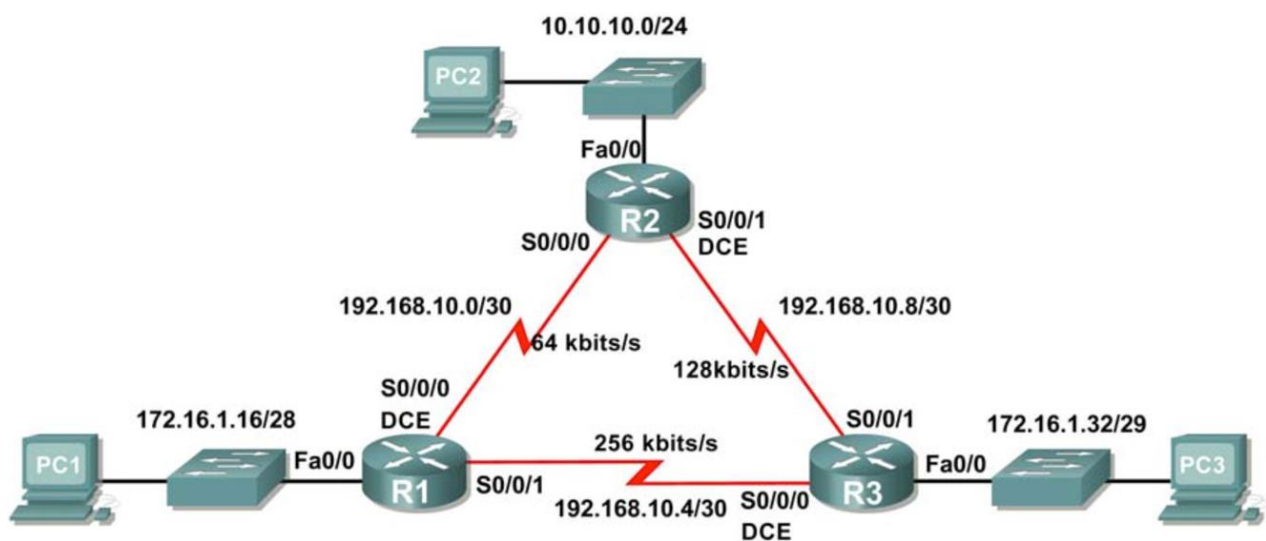 10.10.10.0/24
PC2
Fa0/0
R2
S0/0/0
S0/0/1
DCE
192.168.10.0/30
192.168.10.8/30
64 kbits/s
128kbits/s
S0/0/0
DCE
172.16.1.16/28
S0/0/1
172.16.1.32/29
256 kbits/s
PC1
Fa0/0
R1
S0/0/1
192.168.10.4/30
S0/0/0
DCE
R3
Fa0/0
PC3